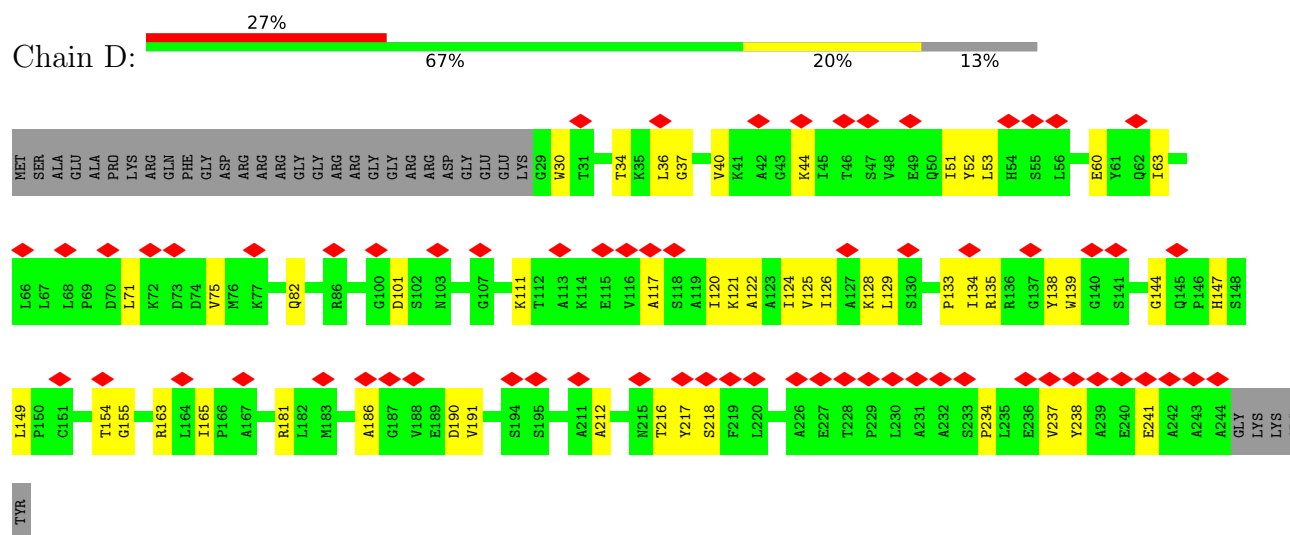 27%
Chain D:
67% 20% 13%
MET SER ALA GLU ALA PRO LYS ARG GLN PHE GLY ASP ARG ARG ARG GLY GLY ARG ARG GLY GLY ARG ARG ASP GLY GLU GLU LYS G29 W30 T31 T34 K35 L36 G37 V40 K41 A42 G43 K44 I45 T46 S47 V48 E49 Q50 I51 Y52 L53 H54 S55 L56 E60 Y61 Q62 I63
L66 L67 L68 P69 D70 L71 K72 D73 D74 V75 M76 K77 Q82 R86 G100 D101 S102 N103 G107 K111 T112 A113 K114 E115 V116 A117 S118 A119 I120 K121 A122 A123 I124 V125 I126 A127 K128 L129 S130 P133 I134 R135 R136 G137 Y138 W139 G140 S141 G144 Q145 P146 H147 S148
L149 P150 C151 T154 G155 R163 L164 I165 P166 A167 R181 L182 M183 A186 G187 V188 E189 D190 V191 S194 S195 A211 A212 N215 T216 Y217 S218 F219 L220 A226 E227 T228 P229 L230 A231 A232 S233 P234 L235 E236 V237 Y238 A239 E240 E241 A242 A243 A244 GLY LYS LYS
TYR